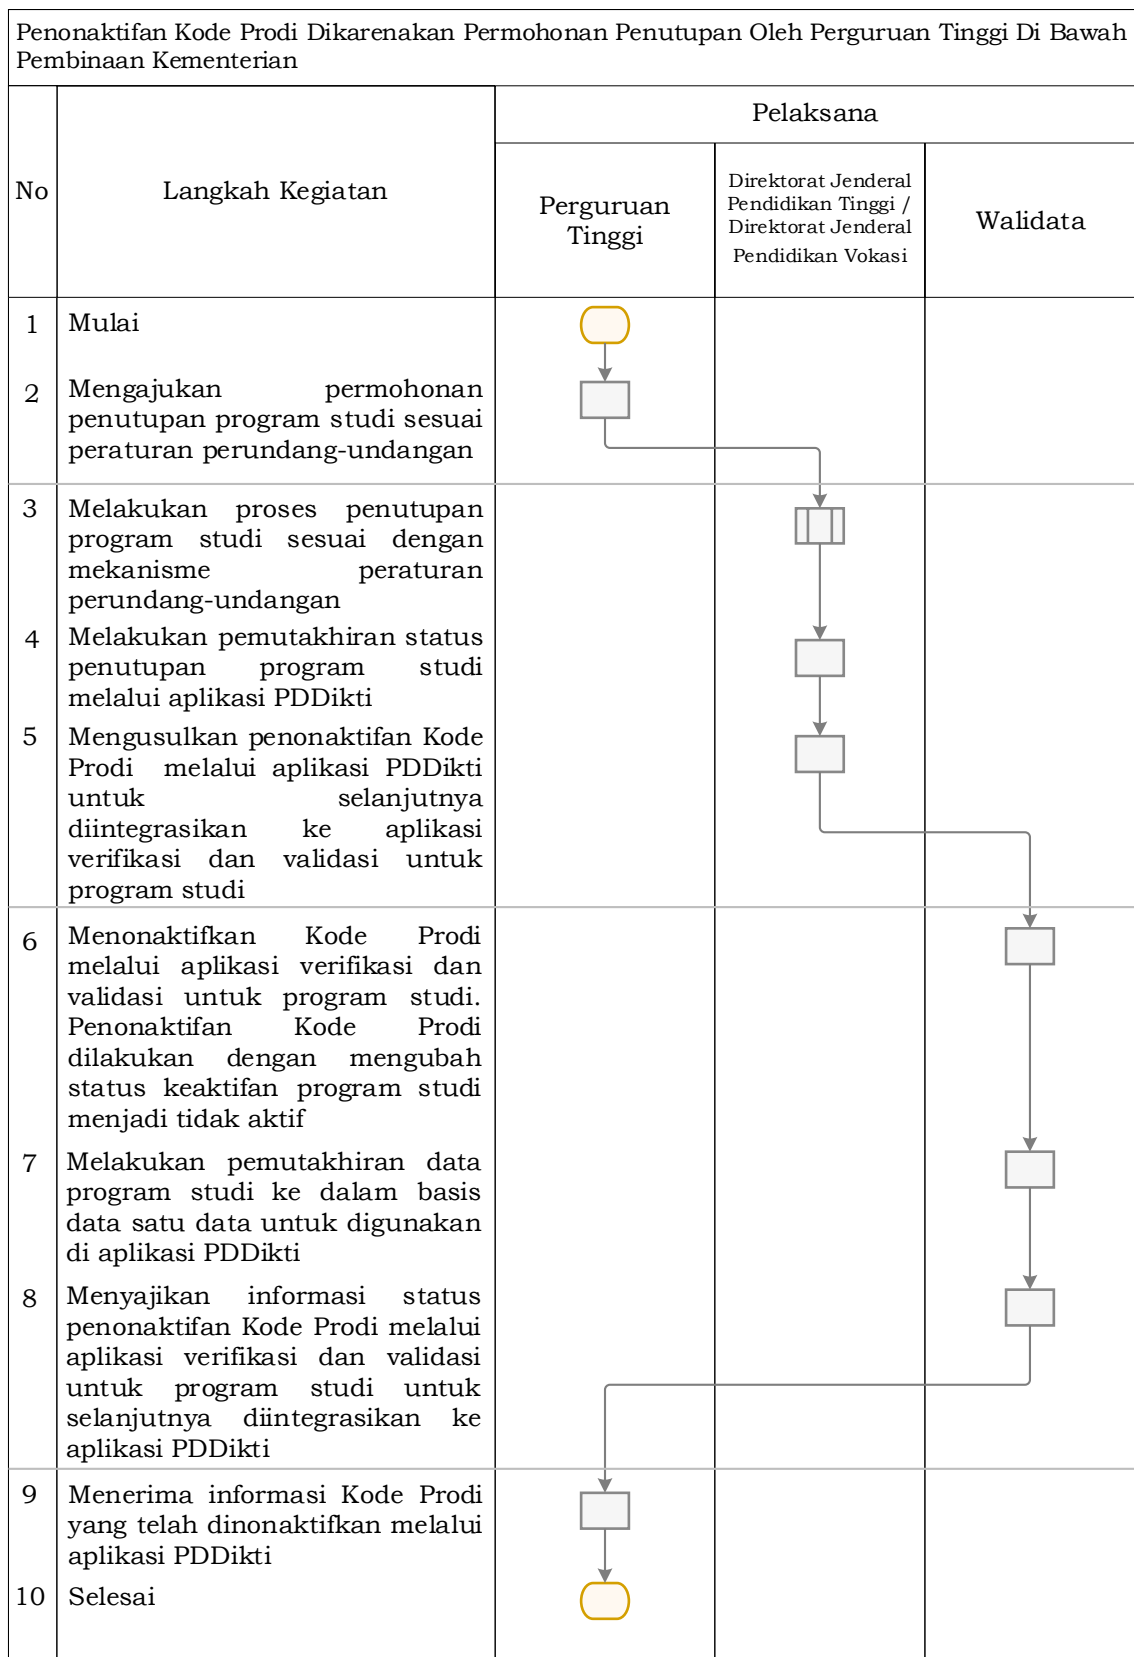 Penonaktifan Kode Prodi Dikarenakan Permohonan Penutupan Oleh Perguruan Tinggi Di Bawah
Pembinaan Kementerian
No
Langkah Kegiatan
Pelaksana
Perguruan
Tinggi
Direktorat Jenderal
Pendidikan Tinggi /
Direktorat Jenderal
Pendidikan Vokasi
Walidata
1 Mulai
2 Mengajukan permohonan
penutupan program studi sesuai
peraturan perundang-undangan
3 Melakukan proses penutupan
program studi sesuai dengan
mekanisme peraturan
perundang-undangan
4 Melakukan pemutakhiran status
penutupan program studi
melalui aplikasi PDDikti
5 Mengusulkan penonaktifan Kode
Prodi melalui aplikasi PDDikti
untuk selanjutnya
diintegrasikan ke aplikasi
verifikasi dan validasi untuk
program studi
6 Menonaktifkan Kode Prodi
melalui aplikasi verifikasi dan
validasi untuk program studi.
Penonaktifan Kode Prodi
dilakukan dengan mengubah
status keaktifan program studi
menjadi tidak aktif
7 Melakukan pemutakhiran data
program studi ke dalam basis
data satu data untuk digunakan
di aplikasi PDDikti
8 Menyajikan informasi status
penonaktifan Kode Prodi melalui
aplikasi verifikasi dan validasi
untuk program studi untuk
selanjutnya diintegrasikan ke
aplikasi PDDikti
9 Menerima informasi Kode Prodi
yang telah dinonaktifkan melalui
aplikasi PDDikti
10 Selesai